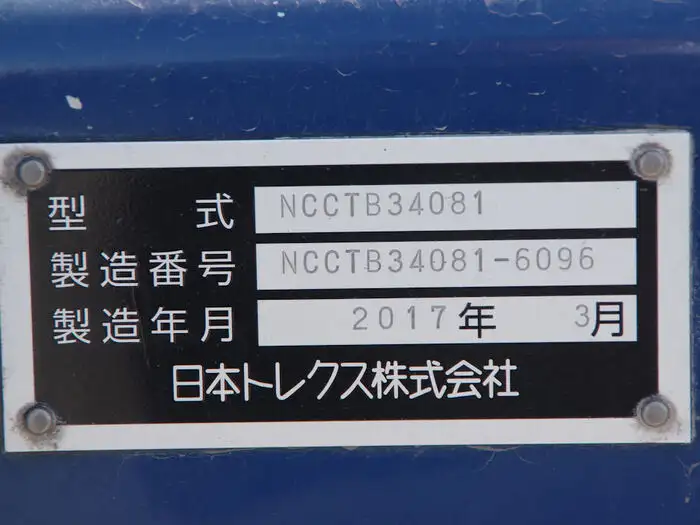 型 式 NCCTB34081
製造番号 NCCTB34081-6096
製造年月 2017年 3月
日本トレクス株式会社